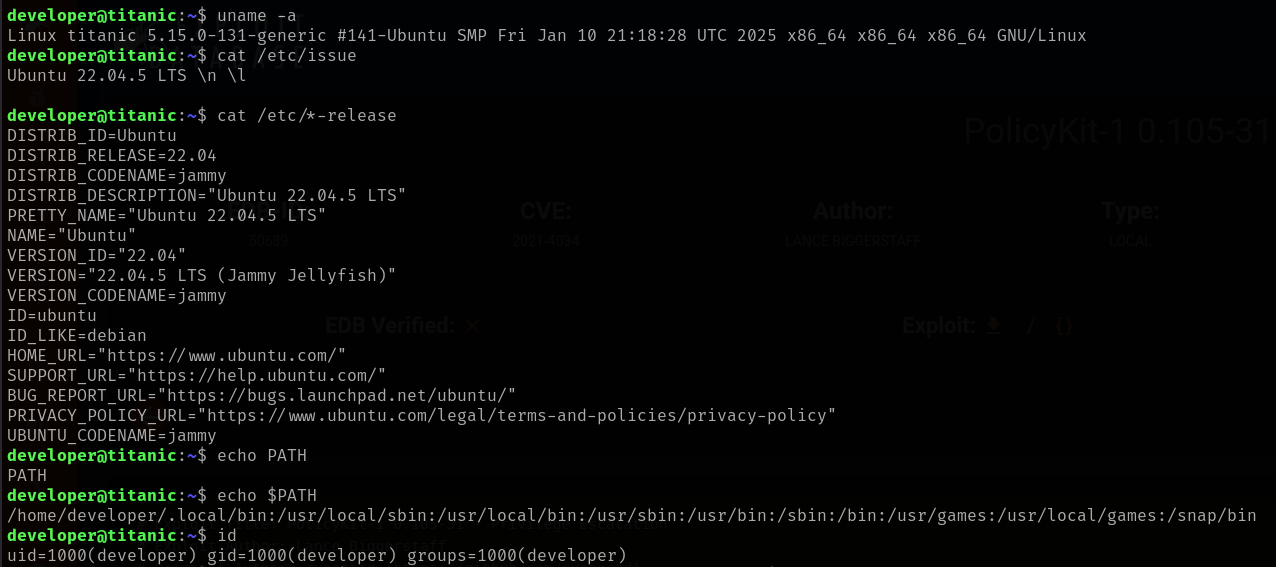 developer@titanic:~$ uname -a
Linux titanic 5.15.0-131-generic #141-Ubuntu SMP Fri Jan 10 21:18:28 UTC 2025 x86_64 x86_64 x86_64 GNU/Linux
developer@titanic:~$ cat /etc/issue
Ubuntu 22.04.5 LTS \n \l
developer@titanic:~$ cat /etc/*-release
DISTRIB_ID=Ubuntu
PolicyKit-1 0.105-31
DISTRIB_RELEASE=22.04
DISTRIB_CODENAME=jammy
DISTRIB_DESCRIPTION="Ubuntu 22.04.5 LTS"
PRETTY_NAME="Ubuntu 22.04.5 LTS"
CVE:
Author:
Type:
NAME="Ubuntu"
50689
2021-4034
LANCE BIGGERSTAFF
LOCAL
VERSION_ID="22.04"
VERSION="22.04.5 LTS (Jammy Jellyfish)"
VERSION_CODENAME=jammy
ID=ubuntu
EDB Verified:
Exploit: / {}
ID_LIKE=debian
HOME_URL="https://www.ubuntu.com/"
SUPPORT_URL="https://help.ubuntu.com/"
BUG_REPORT_URL="https://bugs.launchpad.net/ubuntu/"
PRIVACY_POLICY_URL="https://www.ubuntu.com/legal/terms-and-policies/privacy-policy"
UBUNTU_CODENAME=jammy
developer@titanic:~$ echo PATH
PATH
developer@titanic:~$ echo $PATH
/home/developer/.local/bin:/usr/local/sbin:/usr/local/bin:/usr/sbin:/usr/bin:/sbin:/bin:/usr/games:/usr/local/games:/snap/bin
developer@titanic:~$ id
uid=1000(developer) gid=1000(developer) groups=1000(developer)